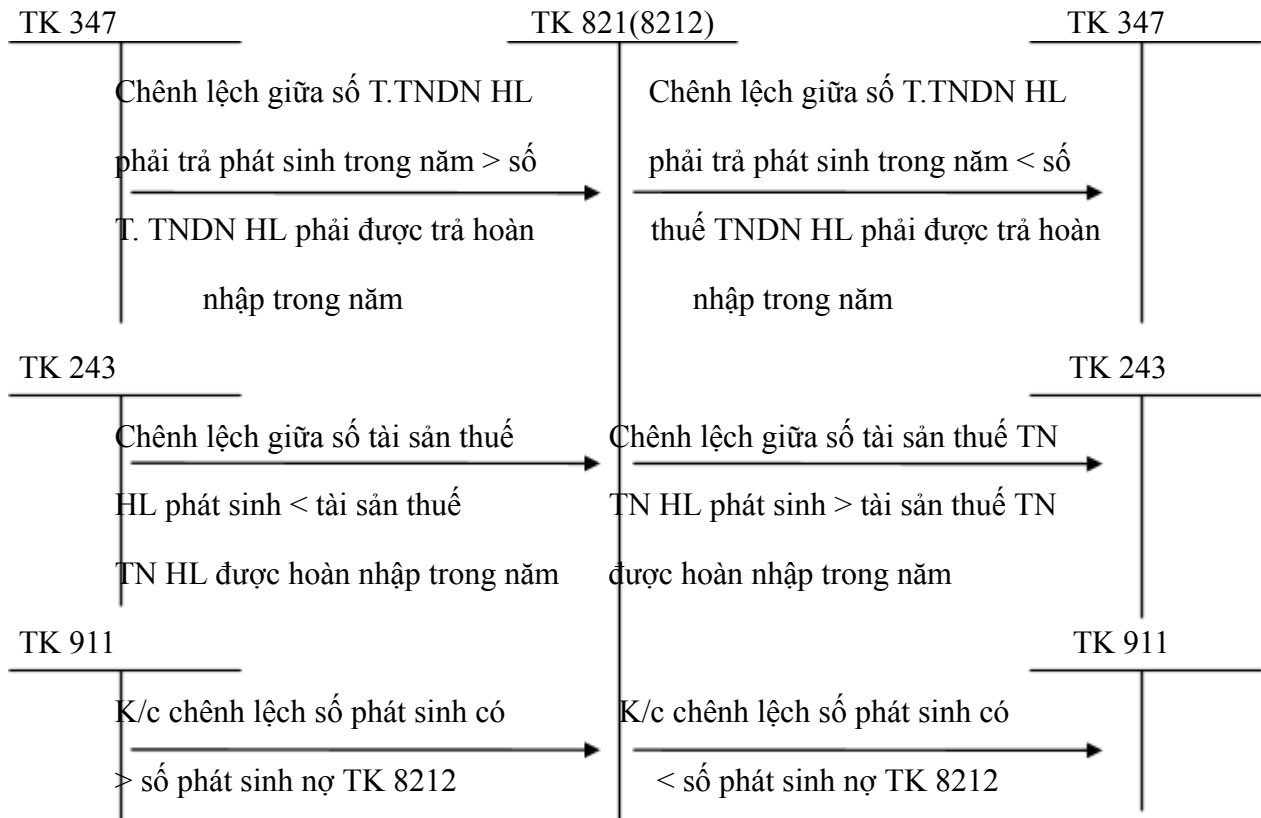 TK 347
TK 821(8212)
TK 347
Chênh lệch giữa số T.TNDN HL
phải trả phát sinh trong năm > số
T. TNDN HL phải được trả hoàn
nhập trong năm
Chênh lệch giữa số T.TNDN HL
phải trả phát sinh trong năm < số
thuế TNDN HL phải được trả hoàn
nhập trong năm
TK 243
TK 243
Chênh lệch giữa số tài sản thuế
HL phát sinh < tài sản thuế
TN HL được hoàn nhập trong năm
Chênh lệch giữa số tài sản thuế TN
TN HL phát sinh > tài sản thuế TN
được hoàn nhập trong năm
TK 911
TK 911
K/c chênh lệch số phát sinh có
> số phát sinh nợ TK 8212
K/c chênh lệch số phát sinh có
< số phát sinh nợ TK 8212